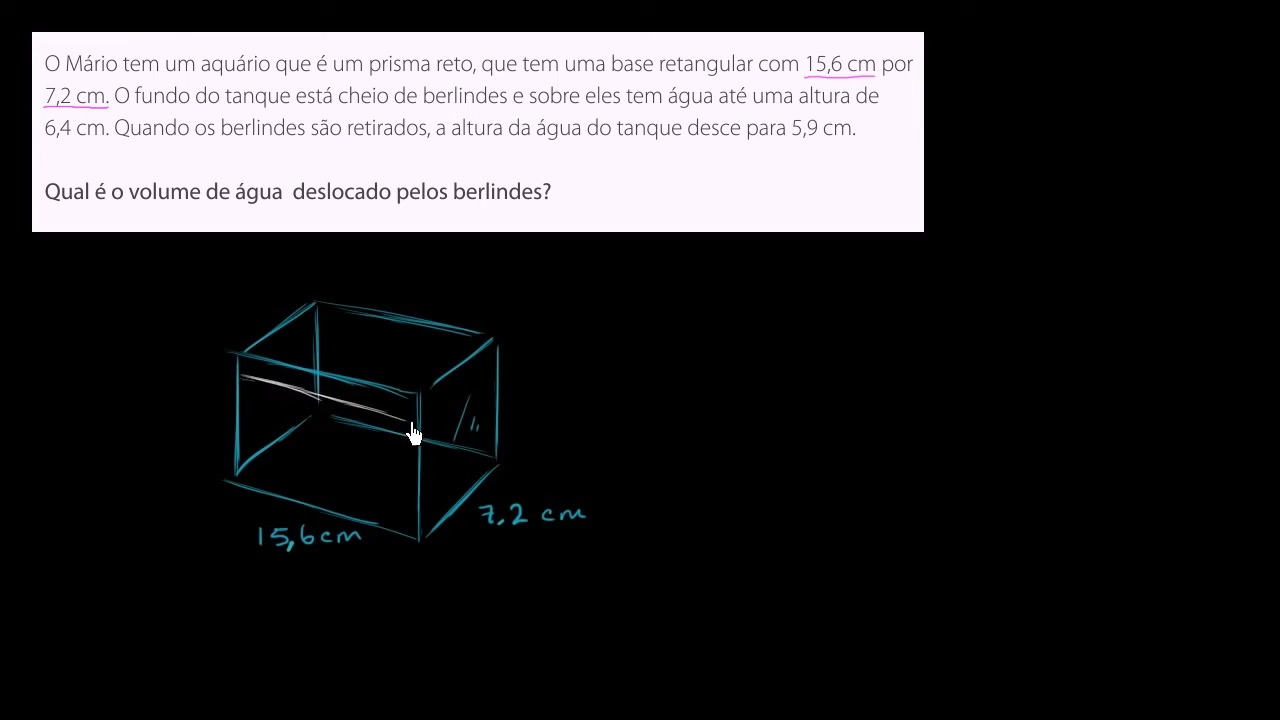 O Mário tem um aquário que é um prisma reto, que tem uma base retangular com 15,6 cm por
7,2 cm. O fundo do tanque está cheio de berlindes e sobre eles tem água até uma altura de
6,4 cm. Quando os berlindes são retirados, a altura da água do tanque desce para 5,9 cm.
Qual é o volume de água deslocado pelos berlindes?
7.2 cm
15,6cm